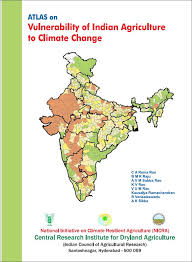 ATLAS on
Vulnerability of Indian Agriculture
to Climate Change
C A Rama Rao
B M K Raju
A V M Subba Rao
K V Rao
V U M Rao
Kausalya Ramachandran
B Venkateswarlu
A K Sikka
National Initiative on Climate Resilient Agriculture (NICRA)
Central Research Institute for Dryland Agriculture
(Indian Council of Agricultural Research)
Santoshnagar, Hyderabad - 500 059